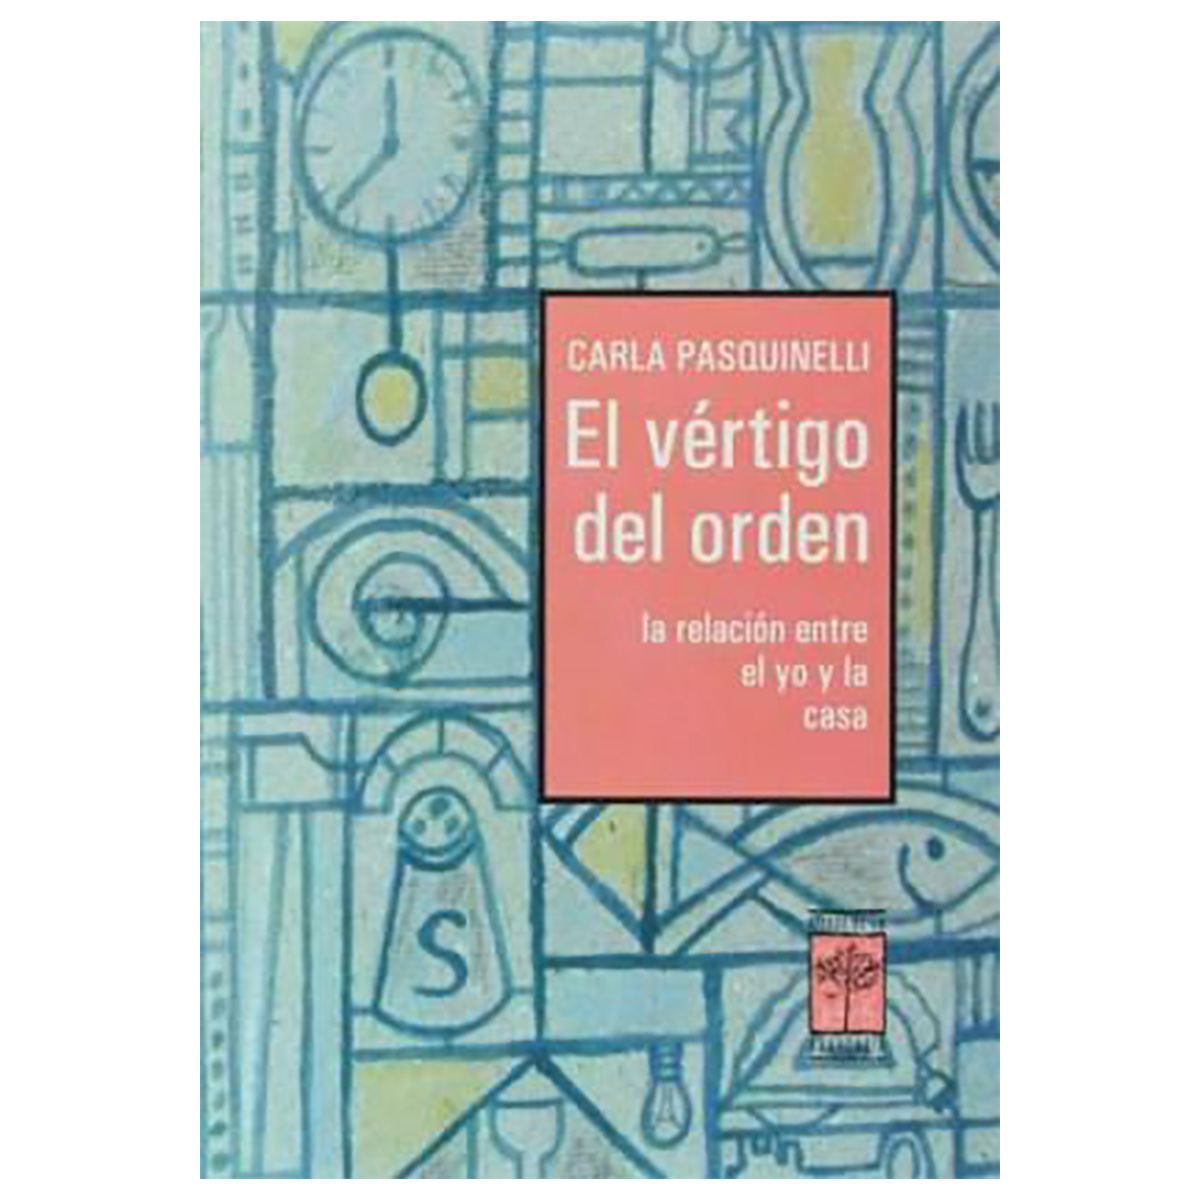 CARLA PASQUINELLI
El vértigo
del orden
la relación entre
el yo y la
casa
S